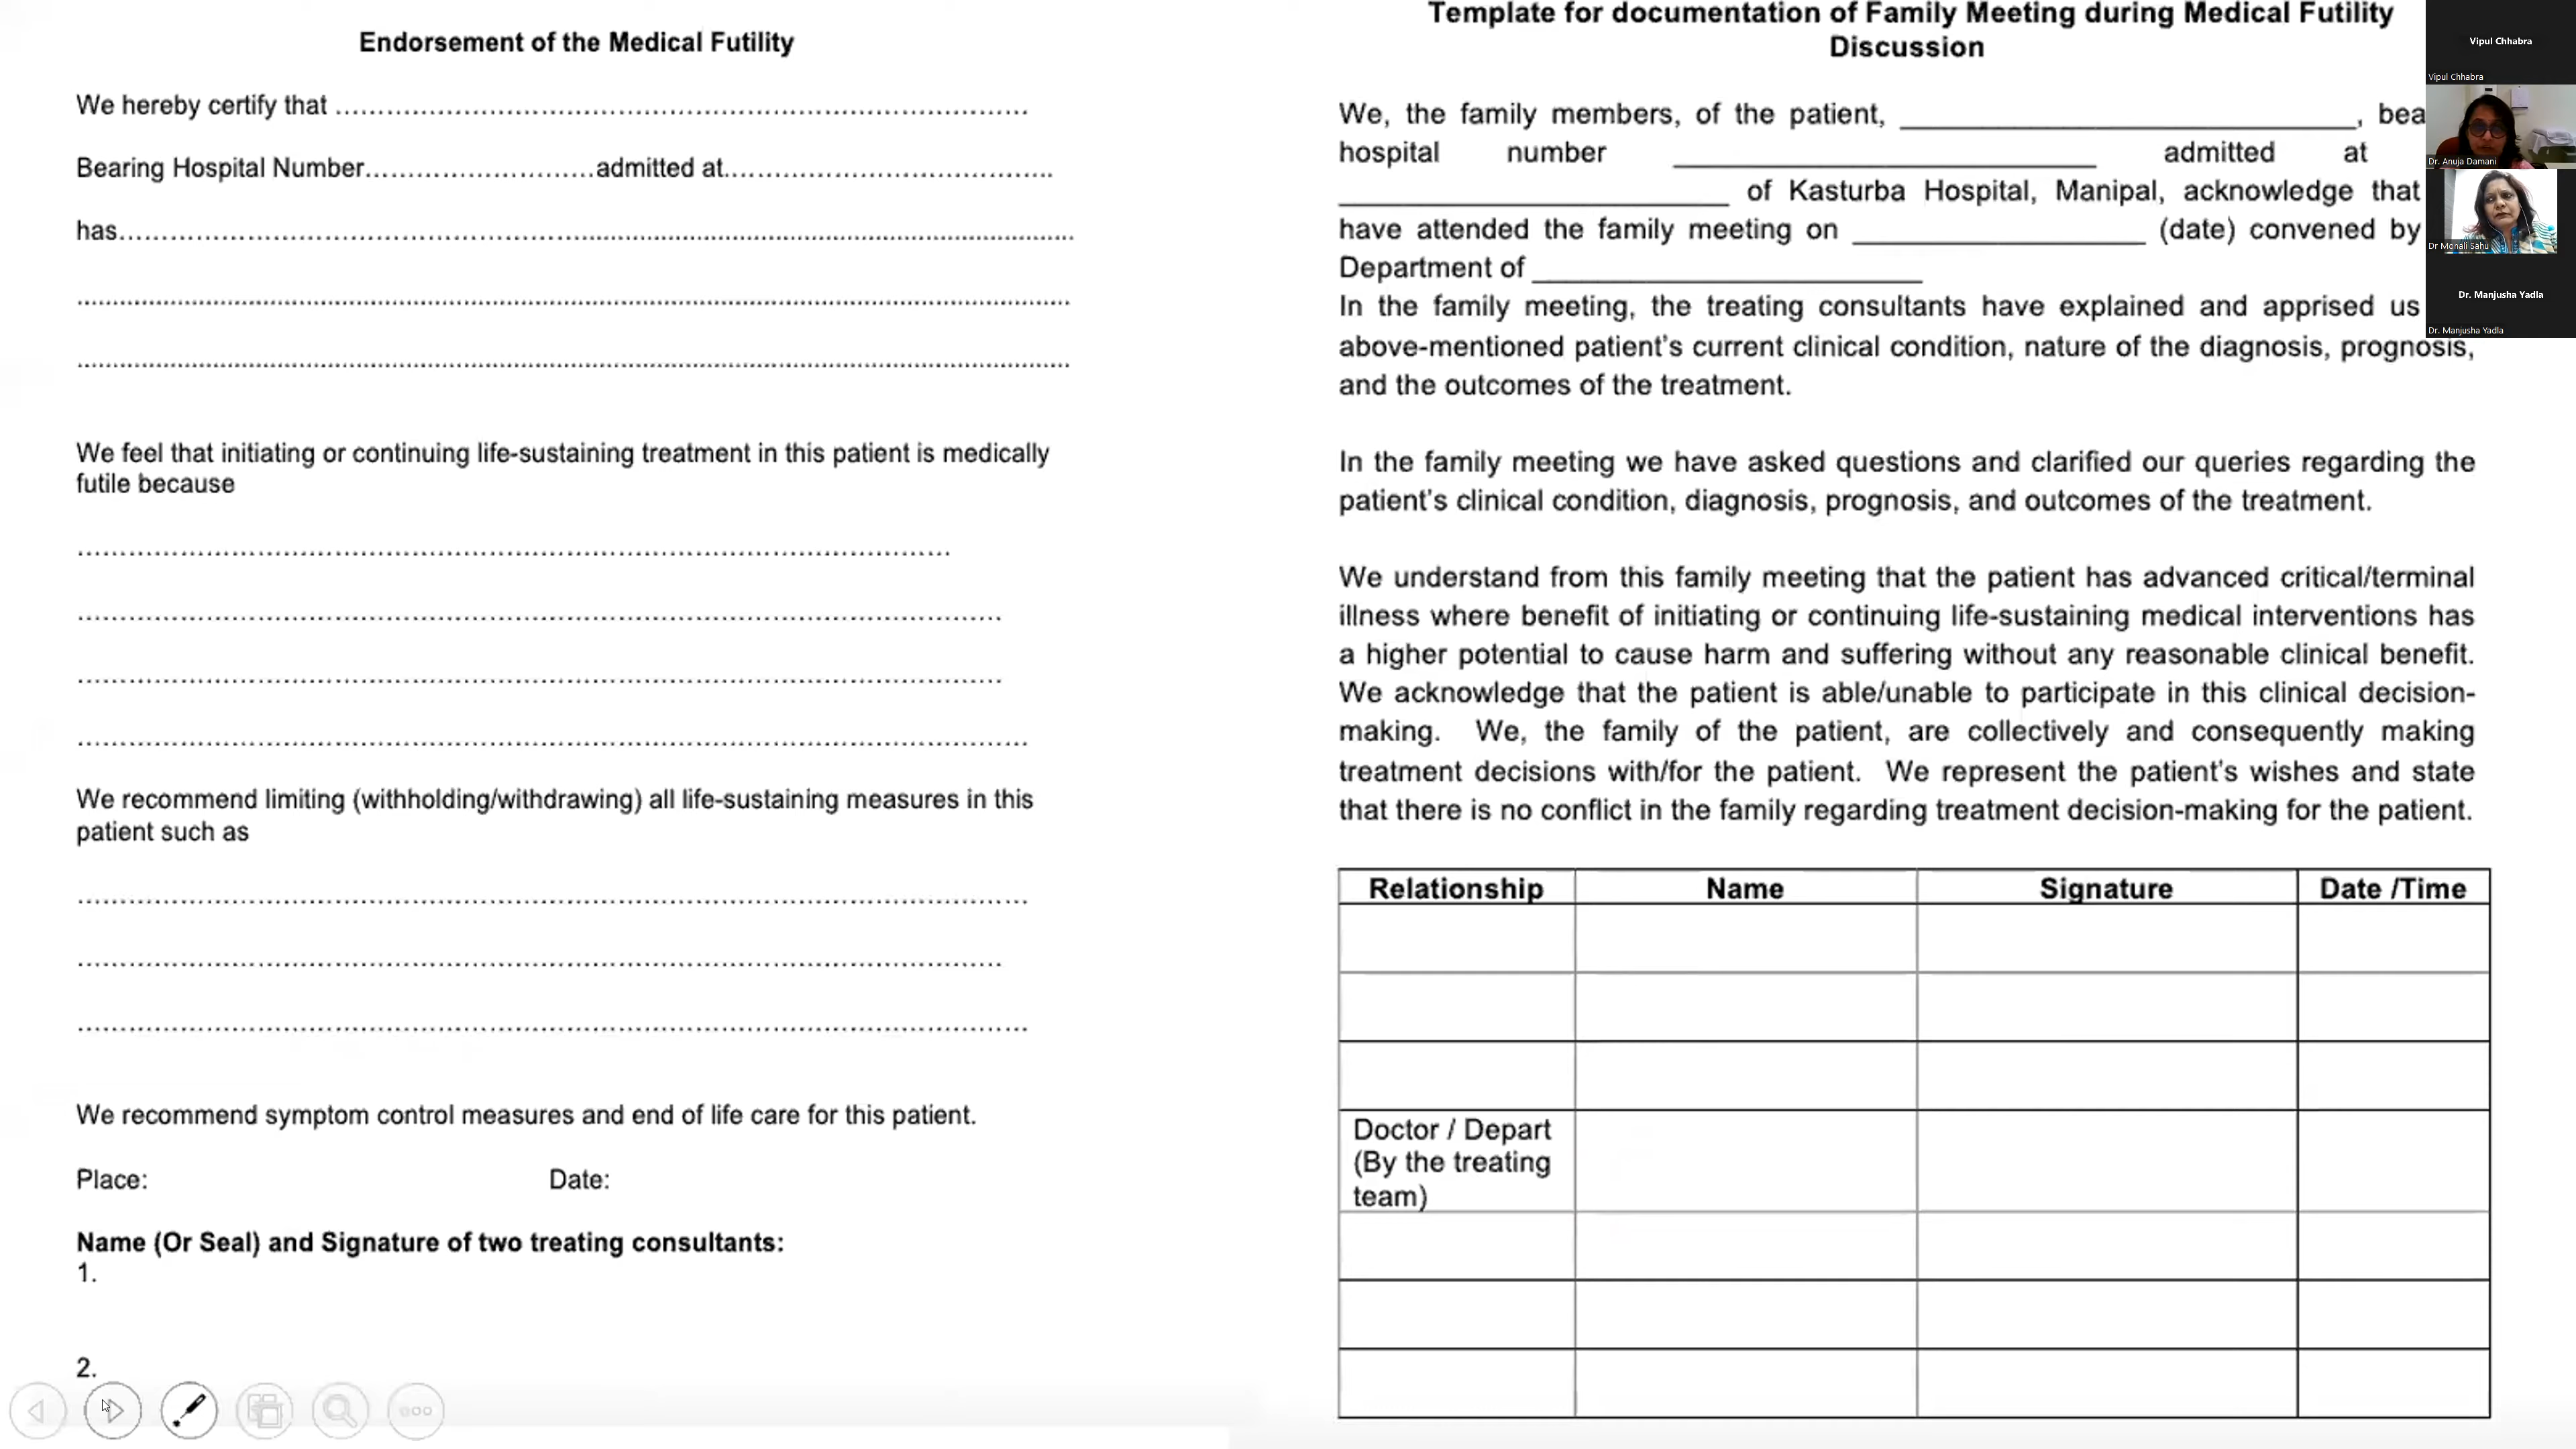 Endorsement of the Medical Futility
We hereby certify that ........................................................................................
Bearing Hospital Number.............................admitted at..........................................
has..............................................................................................................................
..................................................................................................................................
..................................................................................................................................
We feel that initiating or continuing life-sustaining treatment in this patient is medically
futile because
..................................................................................................................
........................................................................................................................
........................................................................................................................
............................................................................................................................
We recommend limiting (withholding/withdrawing) all life-sustaining measures in this
patient such as
............................................................................................................................
........................................................................................................................
............................................................................................................................
We recommend symptom control measures and end of life care for this patient.
Place: Date:
Name (Or Seal) and Signature of two treating consultants:
1.
2.
Template for documentation of Family Meeting during Medical Futility
Discussion
We, the family members, of the patient, ______________________________, bea
hospital number ____________________________ admitted at
__________________________ of Kasturba Hospital, Manipal, acknowledge that
have attended the family meeting on ___________________ (date) convened by
Department of __________________________
In the family meeting, the treating consultants have explained and apprised us
above-mentioned patient's current clinical condition, nature of the diagnosis, prognosis,
and the outcomes of the treatment.
In the family meeting we have asked questions and clarified our queries regarding the
patient's clinical condition, diagnosis, prognosis, and outcomes of the treatment.
We understand from this family meeting that the patient has advanced critical/terminal
illness where benefit of initiating or continuing life-sustaining medical interventions has
a higher potential to cause harm and suffering without any reasonable clinical benefit.
We acknowledge that the patient is able/unable to participate in this clinical decision-
making. We, the family of the patient, are collectively and consequently making
treatment decisions with/for the patient. We represent the patient's wishes and state
that there is no conflict in the family regarding treatment decision-making for the patient.
Relationship Name Signature Date /Time
Doctor / Depart
(By the treating
team)
Vipul Chhabra
Vipul Chhabra
Dr. Anuja Damani
Dr Monali Sahu
Dr. Manjusha Yadla
Dr. Manjusha Yadla